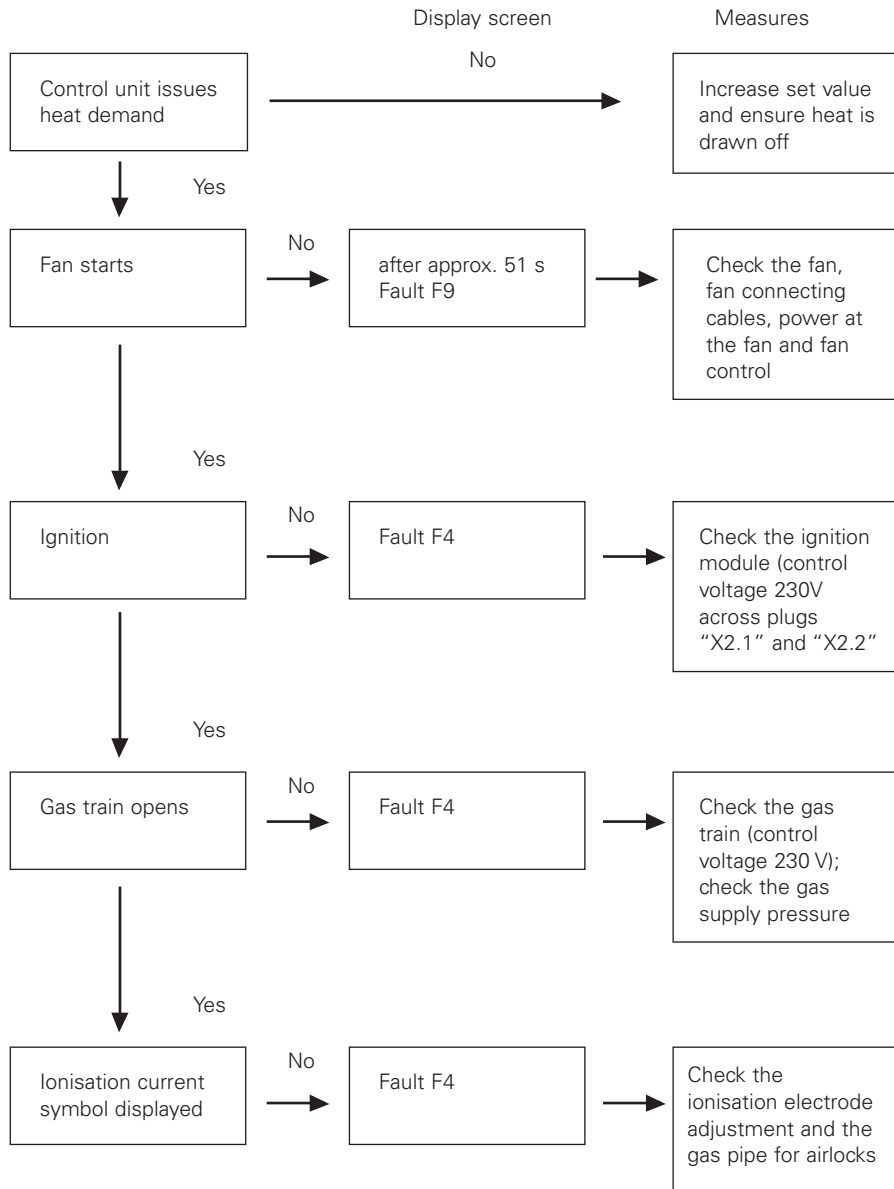 Display screen
Measures
Control unit issues
heat demand
No
Increase set value
and ensure heat is
drawn off
Yes
Fan starts
No
after approx. 51 s
Fault F9
Check the fan,
fan connecting
cables, power at
the fan and fan
control
Yes
Ignition
No
Fault F4
Check the ignition
module (control
voltage 230V
across plugs
“X2.1” and “X2.2”
Yes
Gas train opens
No
Fault F4
Check the gas
train (control
voltage 230 V);
check the gas
supply pressure
Yes
Ionisation current
symbol displayed
No
Fault F4
Check the
ionisation electrode
adjustment and the
gas pipe for airlocks